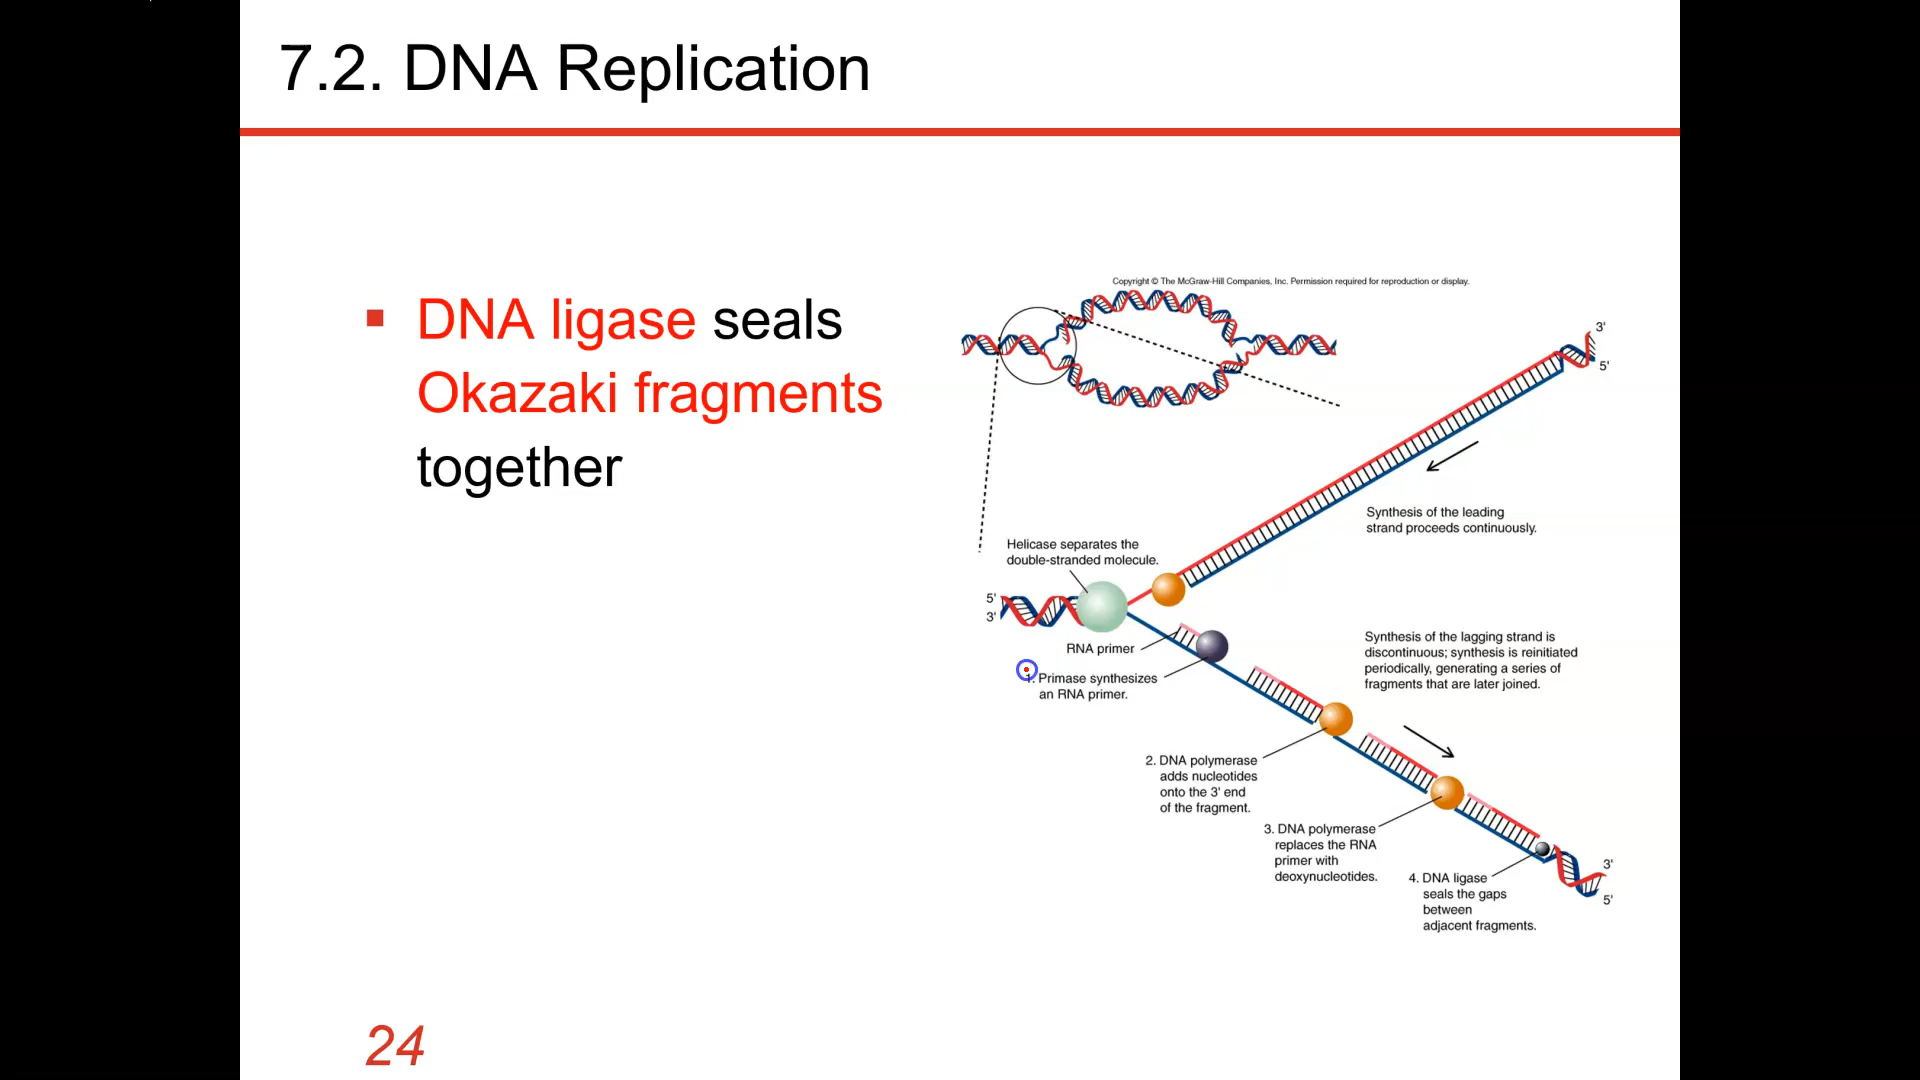 7.2. DNA Replication
▪ DNA ligase seals
Okazaki fragments
together
Copyright © The McGraw-Hill Companies, Inc. Permission required for reproduction or display.
3'
5'
Synthesis of the leading
strand proceeds continuously.
Helicase separates the
double-stranded molecule.
5'
3'
RNA primer
1. Primase synthesizes
an RNA primer.
Synthesis of the lagging strand is
discontinuous; synthesis is reinitiated
periodically, generating a series of
fragments that are later joined.
2. DNA polymerase
adds nucleotides
onto the 3' end
of the fragment.
3. DNA polymerase
replaces the RNA
primer with
deoxynucleotides.
4. DNA ligase
seals the gaps
between
adjacent fragments.
3'
5'
24